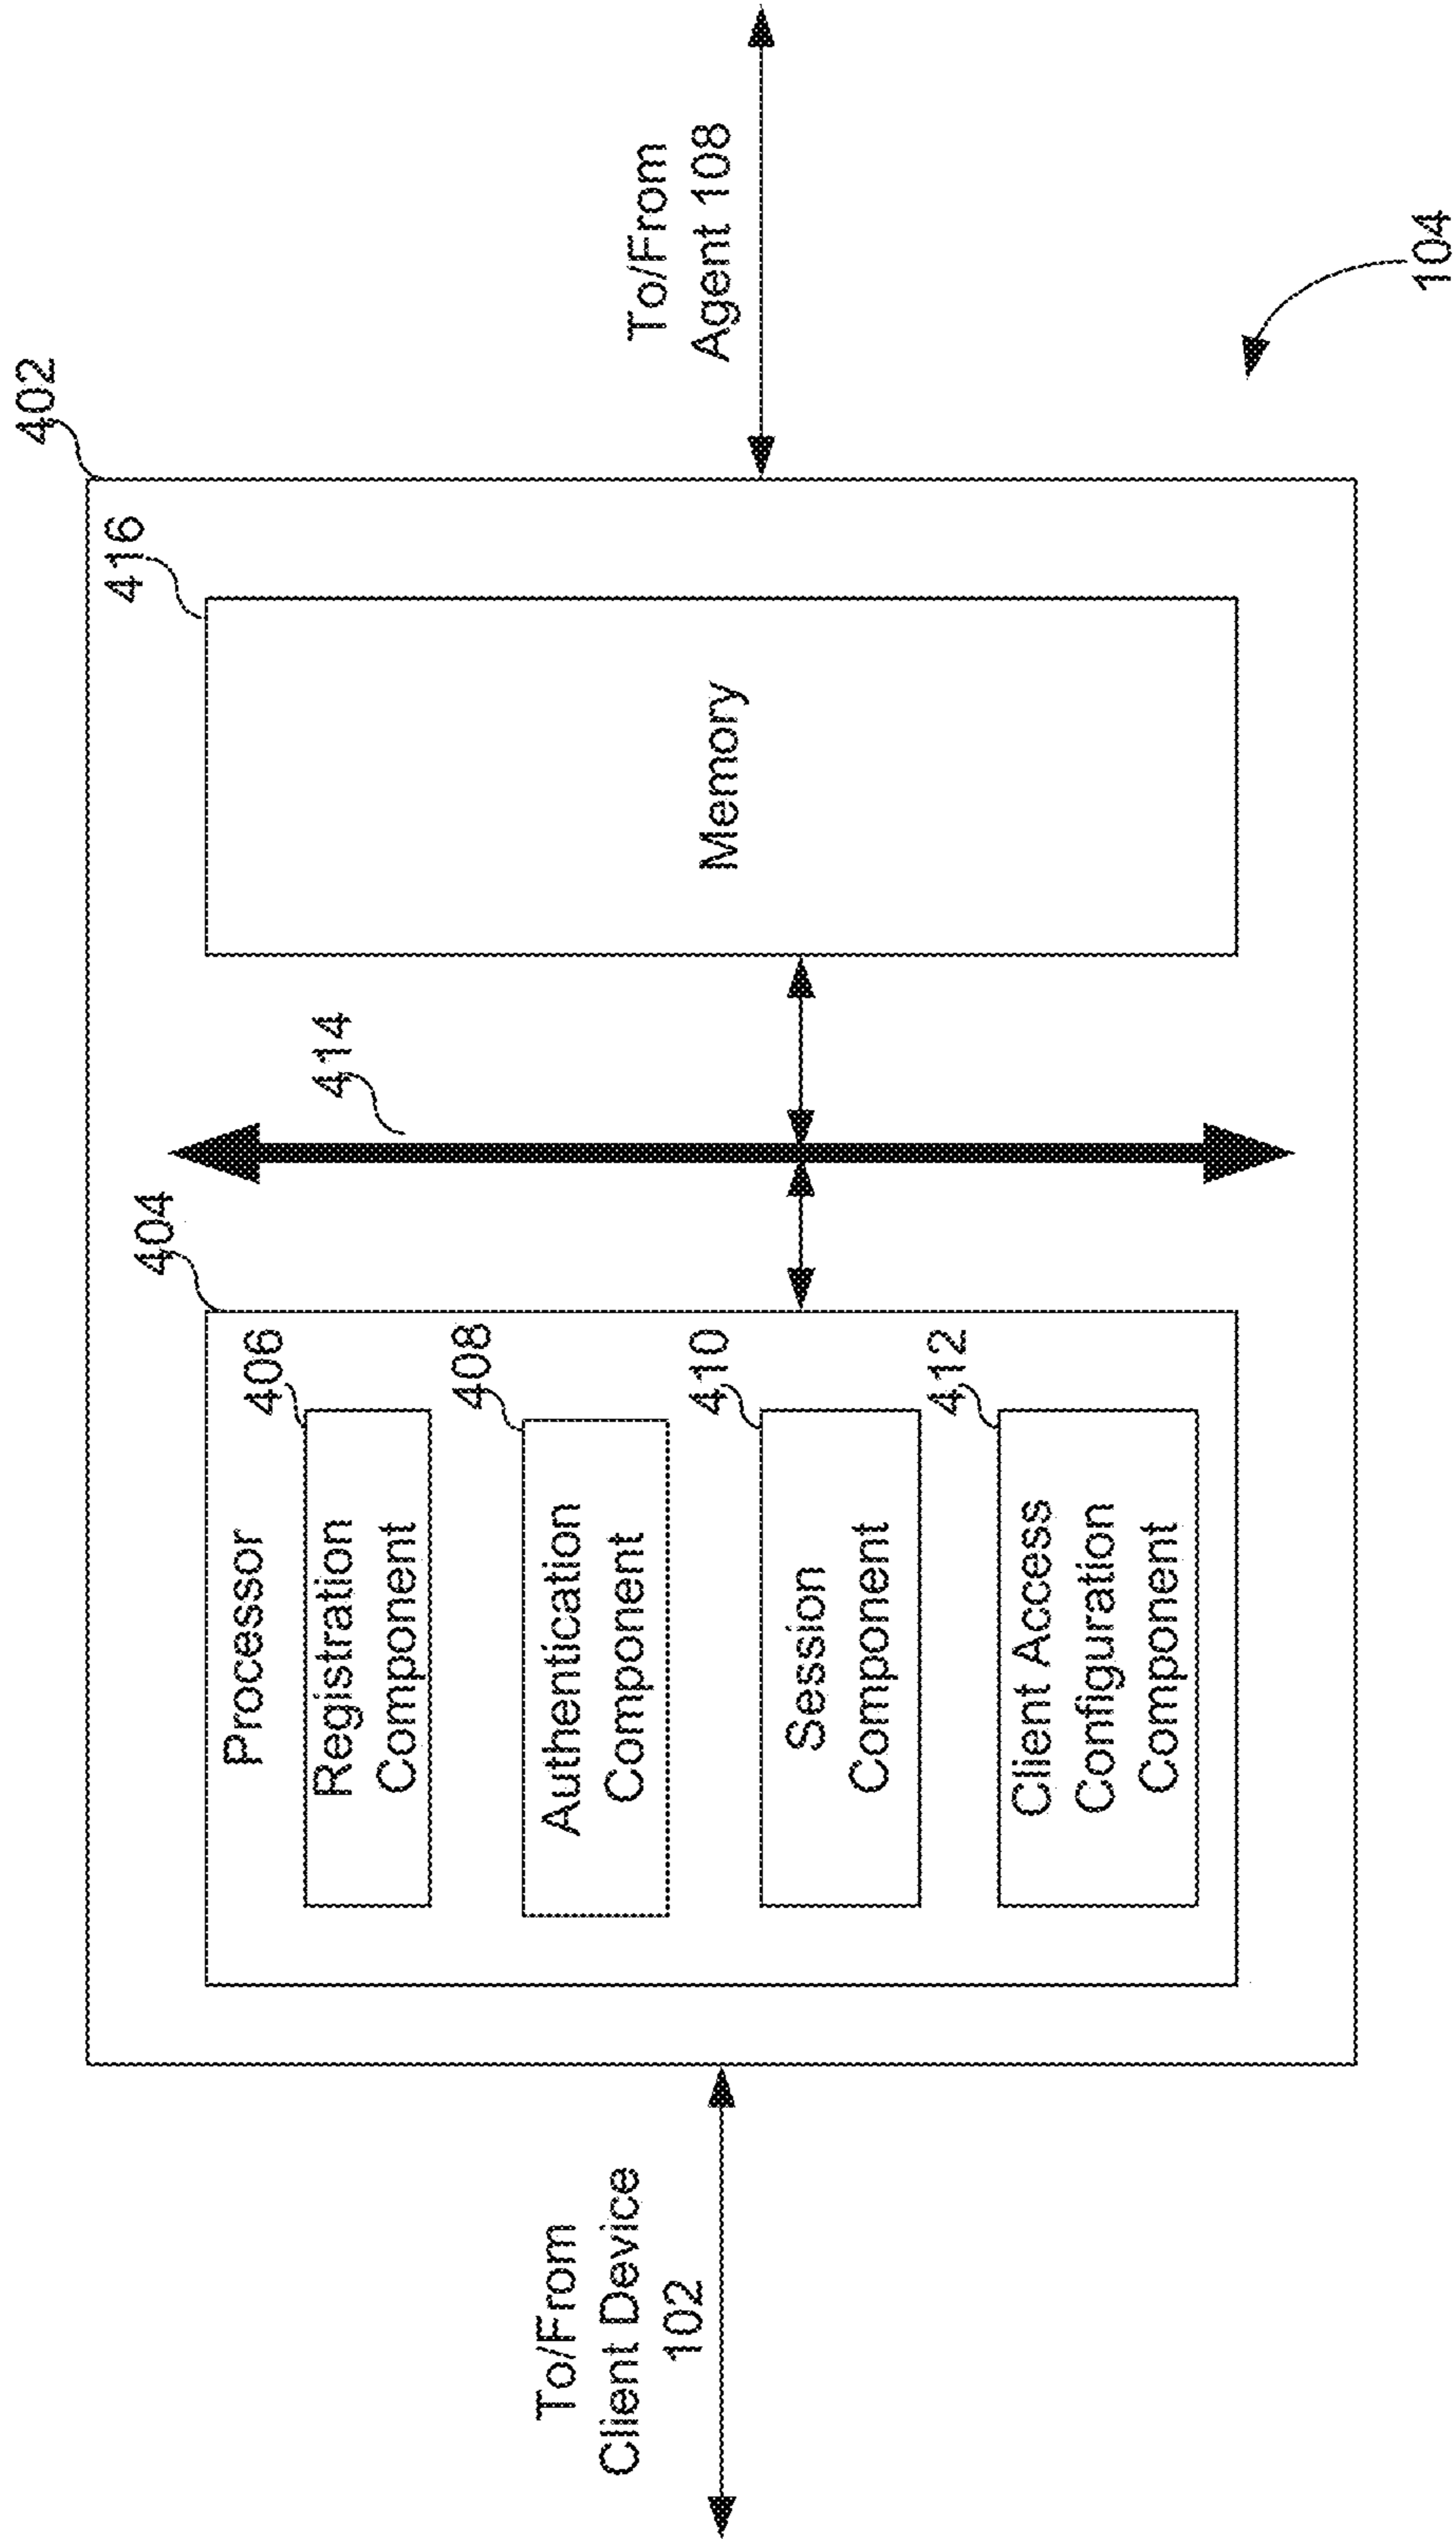 402
404
Processor
406
Registration
Component
408
Authentication
Component
410
Session
Component
412
Client Access
Configuration
Component
414
416
Memory
To/From
Client Device
102
To/From
Agent 108
104